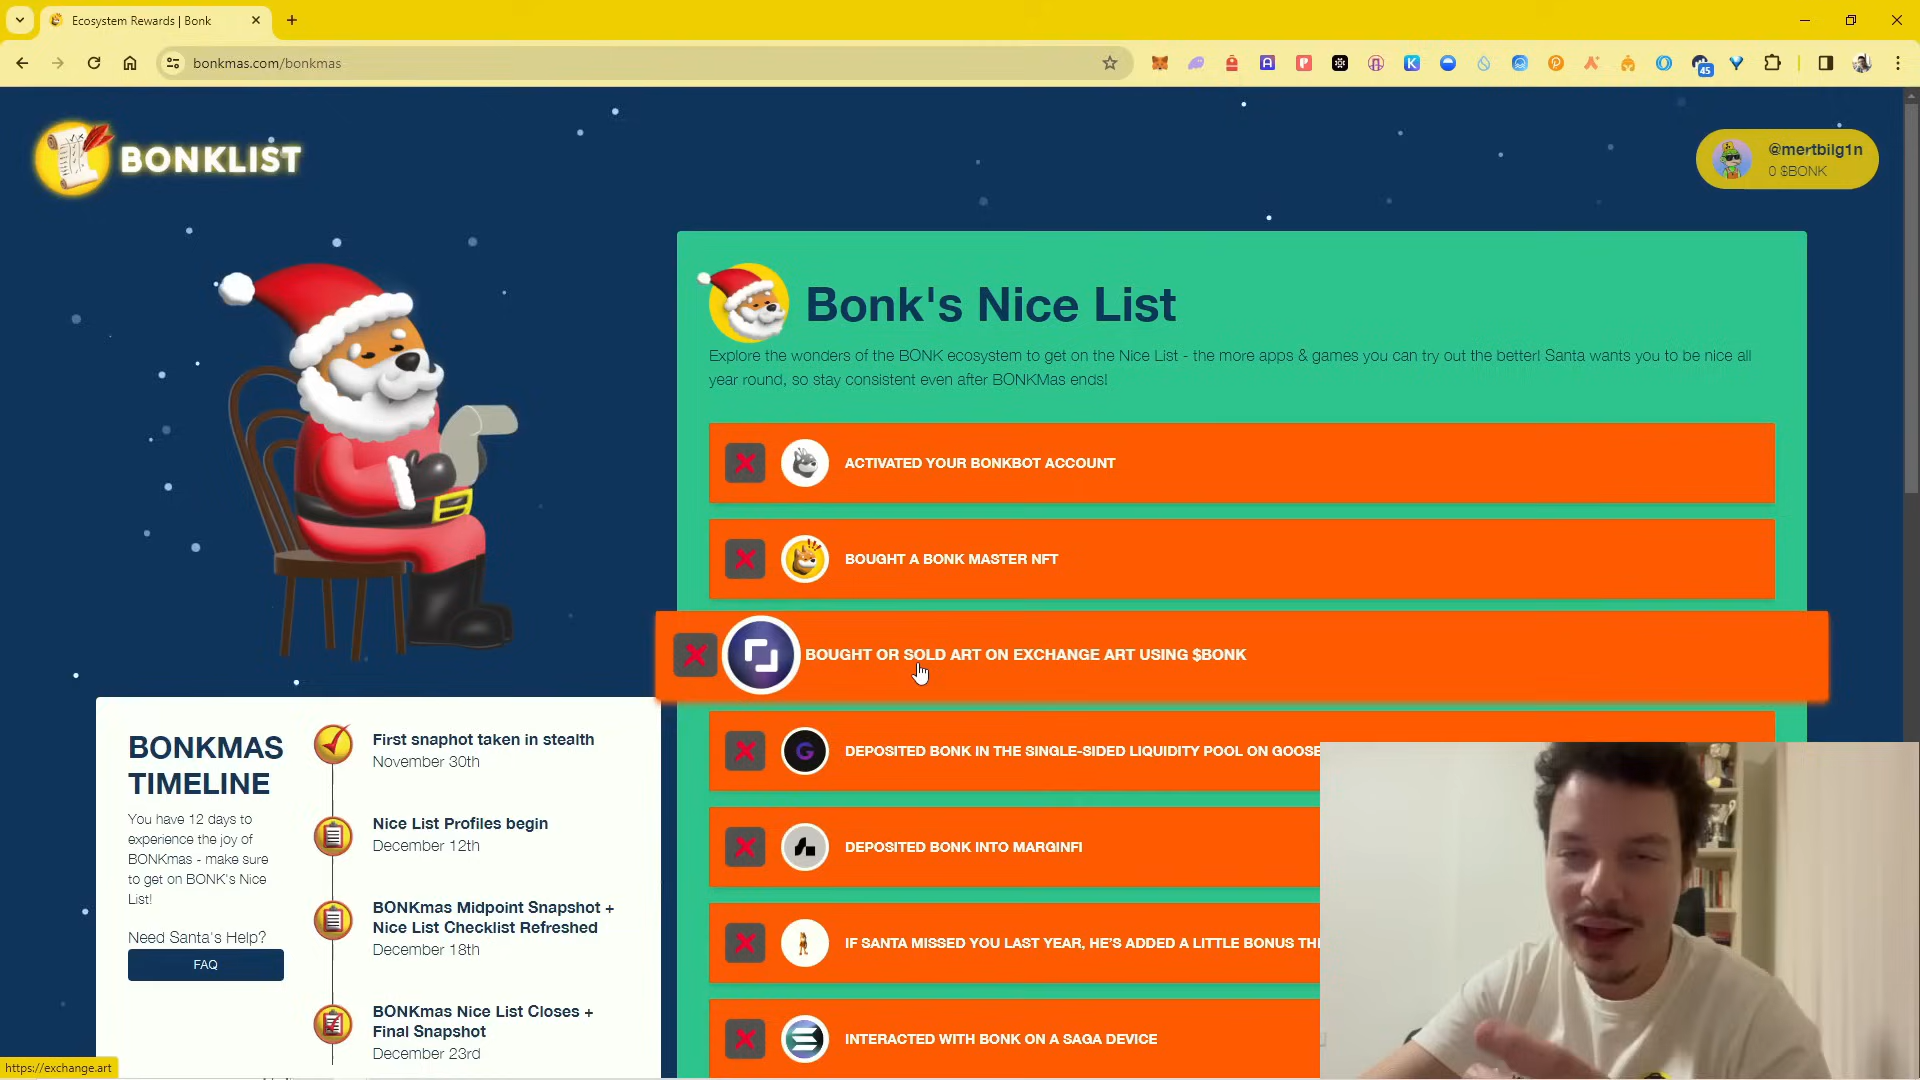 Ecosystem Rewards | Bonk
bonkmas.com/bonkmas
45
BONKLIST
@mertbilg1n
0 $BONK
Bonk's Nice List
Explore the wonders of the BONK ecosystem to get on the Nice List - the more apps & games you can try out the better! Santa wants you to be nice all
year round, so stay consistent even after BONKMas ends!
ACTIVATED YOUR BONKBOT ACCOUNT
BOUGHT A BONK MASTER NFT
BOUGHT OR SOLD ART ON EXCHANGE ART USING $BONK
DEPOSITED BONK IN THE SINGLE-SIDED LIQUIDITY POOL ON GOOSE
DEPOSITED BONK INTO MARGINFI
IF SANTA MISSED YOU LAST YEAR, HE'S ADDED A LITTLE BONUS
INTERACTED WITH BONK ON A SAGA DEVICE
BONKMAS
TIMELINE
You have 12 days to
experience the joy of
BONKmas - make sure
to get on BONK's Nice
List!
Need Santa's Help?
FAQ
First snaphot taken in stealth
November 30th
Nice List Profiles begin
December 12th
BONKmas Midpoint Snapshot +
Nice List Checklist Refreshed
December 18th
BONKmas Nice List Closes +
Final Snapshot
December 23rd
https://exchange.art